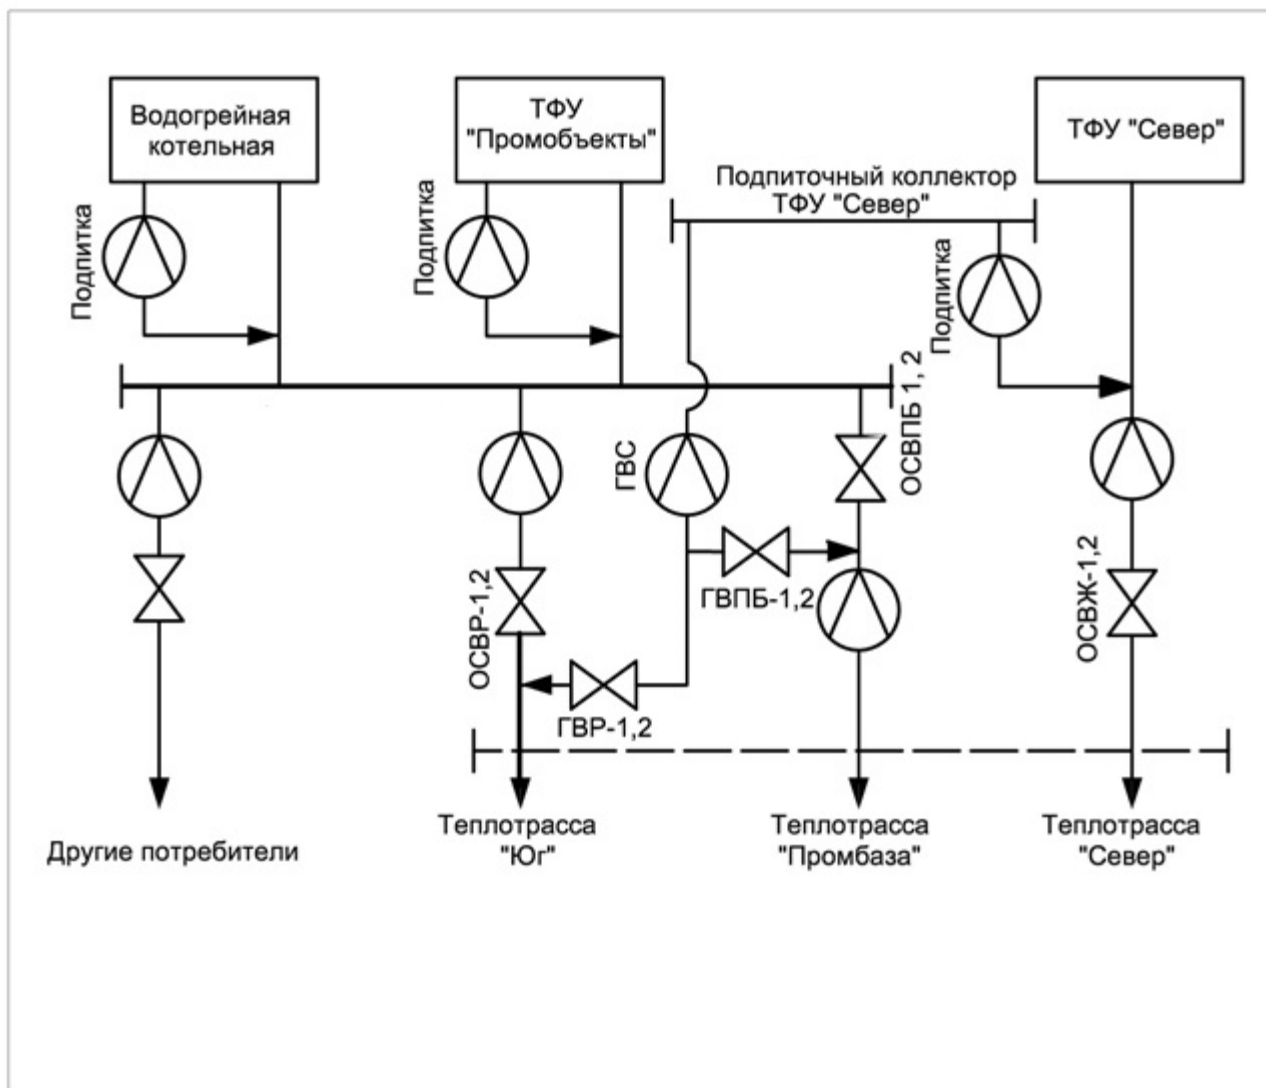 Водогрейная
котельная
ТФУ
"Промобъекты"
ТФУ "Север"
Подпиточный коллектор
ТФУ "Север"
Подпитка
Подпитка
Подпитка
ОСВПБ 1, 2
ГВС
ОСВР-1,2
ГВПБ-1,2
ОСВЖ-1,2
ГВР-1,2
Другие потребители
Теплотрасса
"Юг"
Теплотрасса
"Промбаза"
Теплотрасса
"Север"